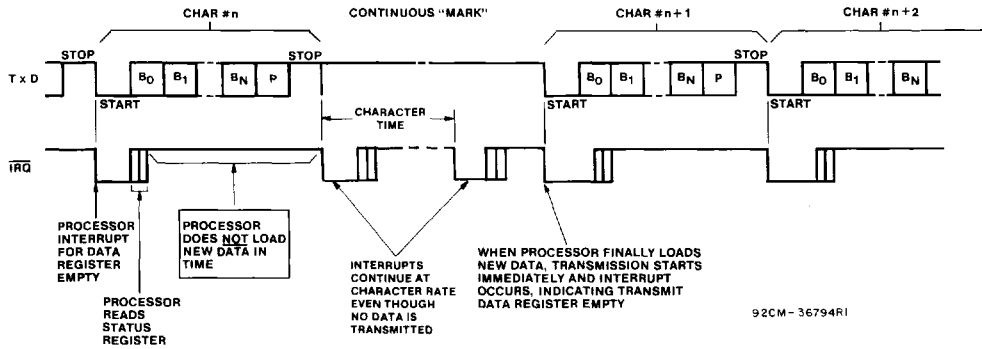 CHAR #n
CONTINUOUS "MARK"
CHAR #n+1
CHAR #n+2
STOP
STOP
STOP
T x D
B0
B1
BN
P
B0
B1
BN
P
B0
B1
BN
START
START
START
CHARACTER
TIME
IRQ
PROCESSOR
INTERRUPT
FOR DATA
REGISTER
EMPTY
PROCESSOR
READS
STATUS
REGISTER
PROCESSOR
DOES NOT LOAD
NEW DATA IN
TIME
INTERRUPTS
CONTINUE AT
CHARACTER RATE
EVEN THOUGH
NO DATA IS
TRANSMITTED
WHEN PROCESSOR FINALLY LOADS
NEW DATA, TRANSMISSION STARTS
IMMEDIATELY AND INTERRUPT
OCCURS, INDICATING TRANSMIT
DATA REGISTER EMPTY
92CM-36794R1